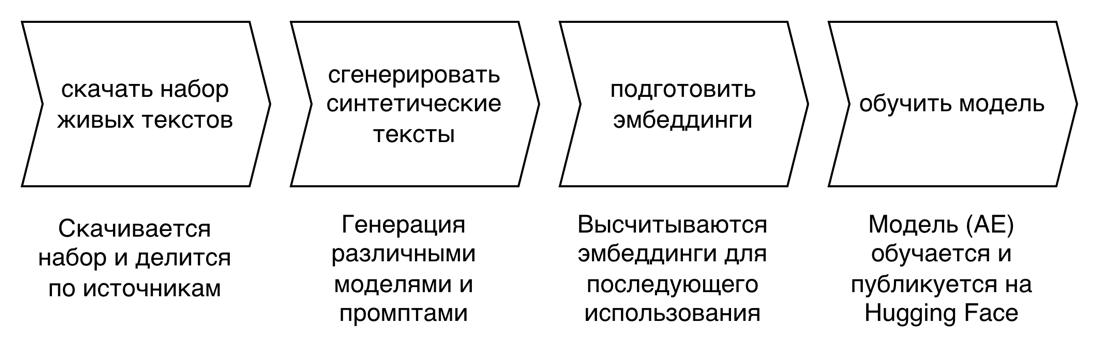 скачать набор
живых текстов
сгенерировать
синтетические
тексты
подготовить
эмбеддинги
обучить модель
Скачивается
набор и делится
по источникам
Генерация
различными
моделями и
промптами
Высчитываются
эмбеддинги для
последующего
использования
Модель (AE)
обучается и
публикуется на
Hugging Face